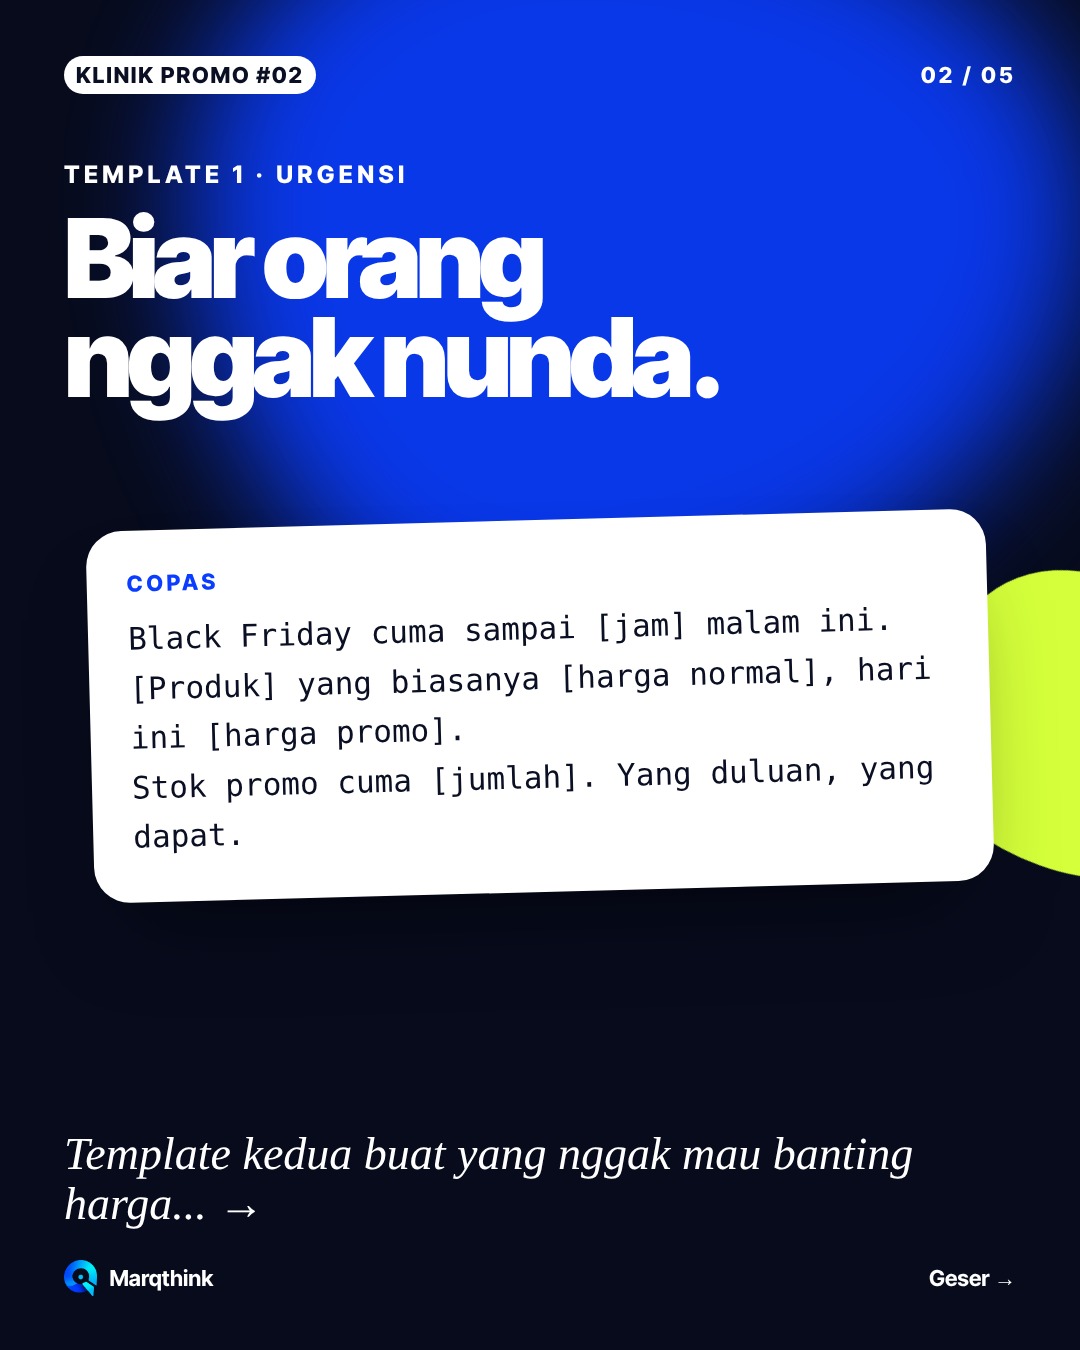 KLINIK PROMO #02
02 / 05
TEMPLATE 1 · URGENSI
Biar orang
nggak nunda.
COPAS
Black Friday cuma sampai [jam] malam ini.
[Produk] yang biasanya [harga normal], hari
ini [harga promo].
Stok promo cuma [jumlah]. Yang duluan, yang
dapat.
Template kedua buat yang nggak mau banting
harga... →
Marqthink
Geser →